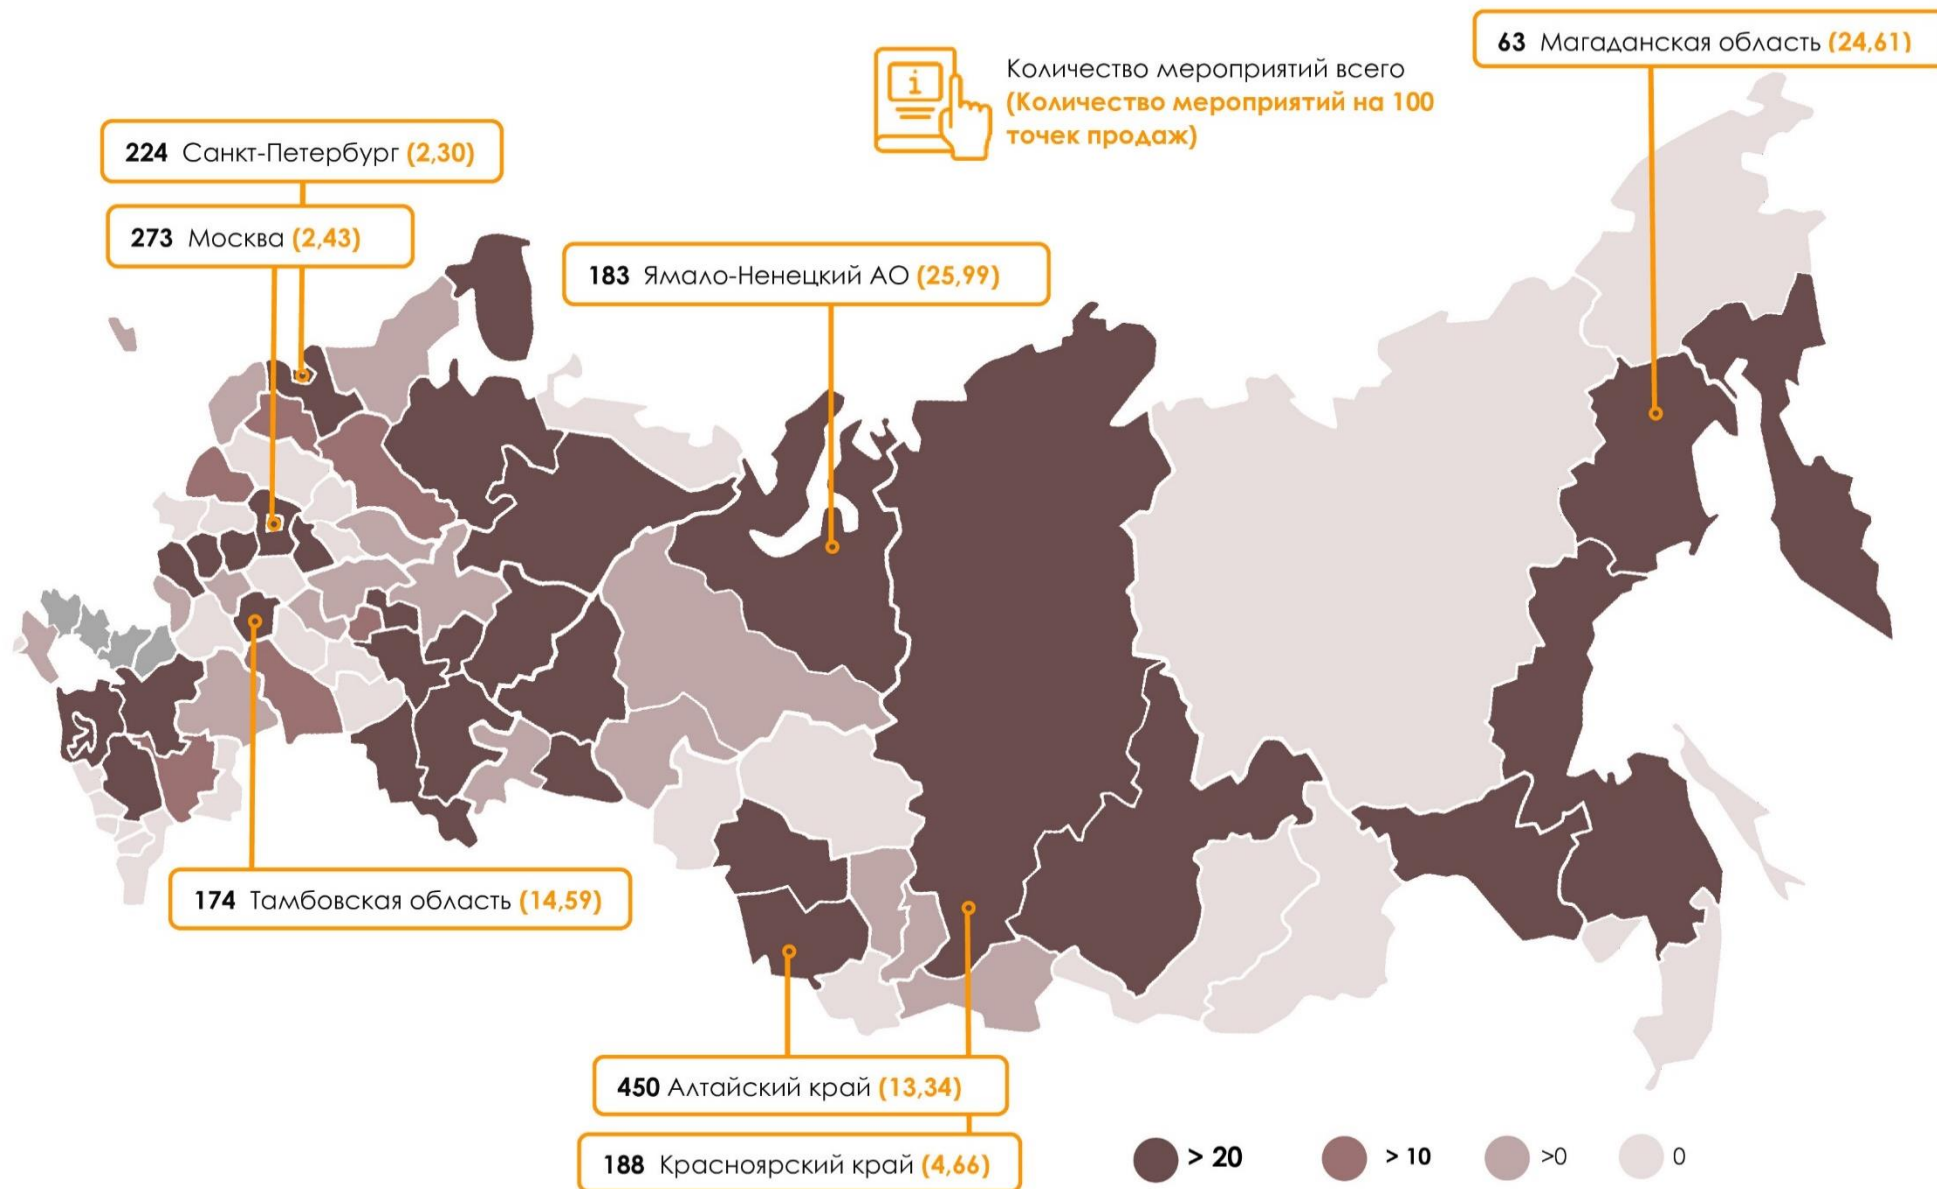 63 Магаданская область (24,61)
Количество мероприятий всего
(Количество мероприятий на 100
точек продаж)
224 Санкт-Петербург (2,30)
273 Москва (2,43)
183 Ямало-Ненецкий АО (25,99)
174 Тамбовская область (14,59)
450 Алтайский край (13,34)
188 Красноярский край (4,66)
> 20
> 10
>0
0